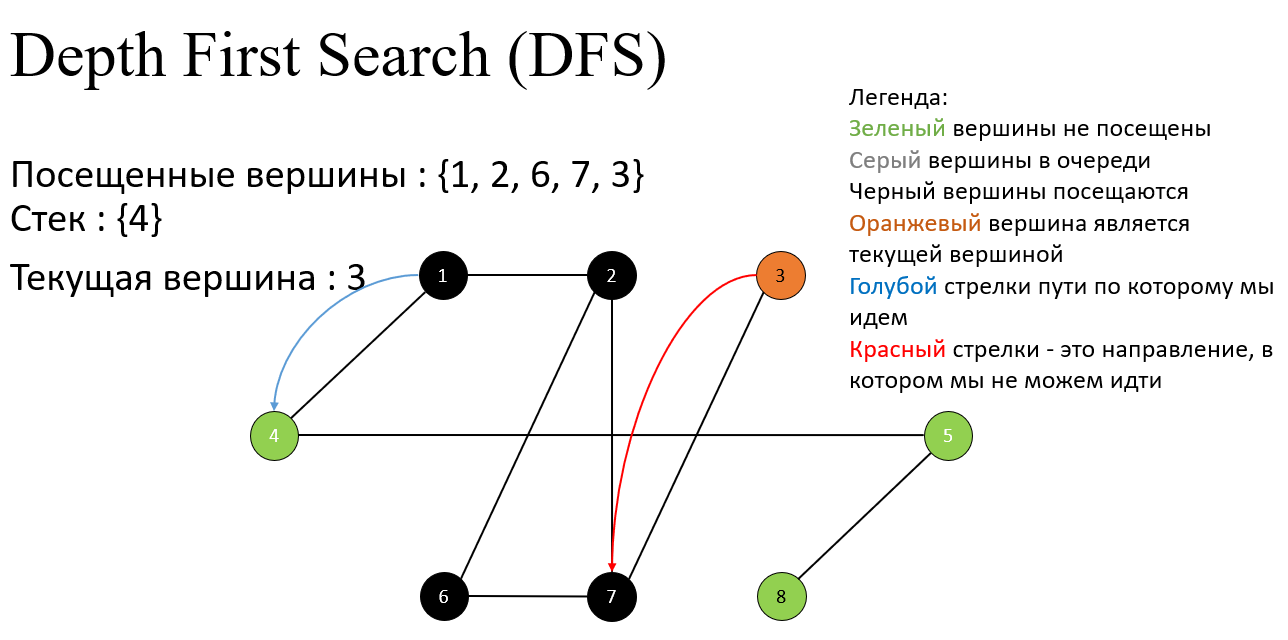 Depth First Search (DFS)
Легенда:
Зеленый вершины не посещены
Серый вершины в очереди
Черный вершины посещаются
Оранжевый вершина является
текущей вершиной
Голубой стрелки пути по которому мы
идем
Красный стрелки - это направление, в
котором мы не можем идти
Посещенные вершины : {1, 2, 6, 7, 3}
Стек : {4}
Текущая вершина : 3
1
2
3
4
5
6
7
8